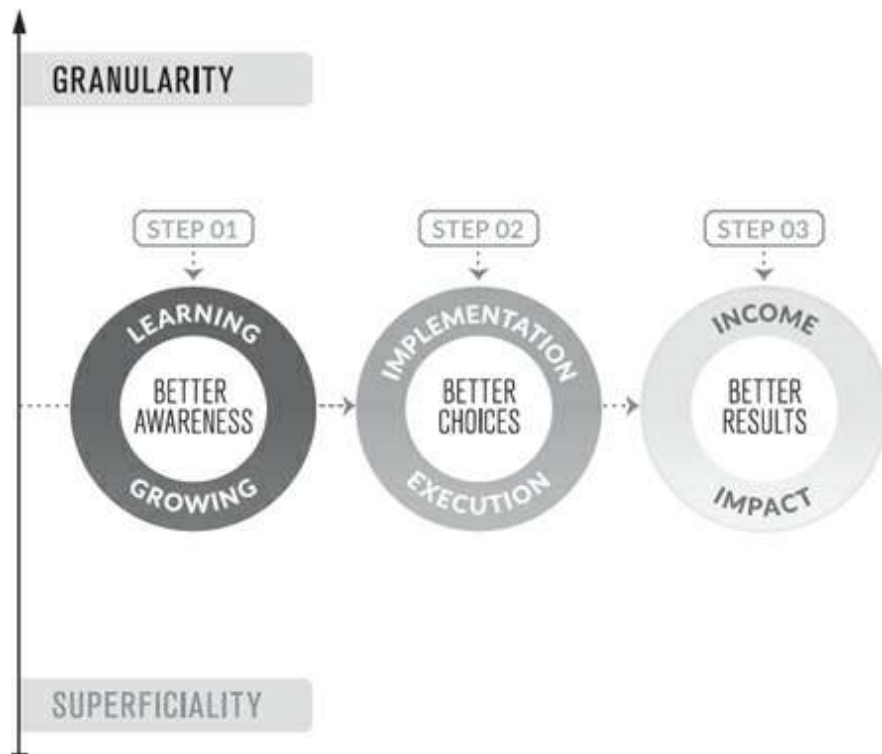 GRANULARITY
STEP 01
STEP 02
STEP 03
LEARNING
BETTER
AWARENESS
GROWING
IMPLEMENTATION
BETTER
CHOICES
EXECUTION
INCOME
BETTER
RESULTS
IMPACT
SUPERFICIALITY